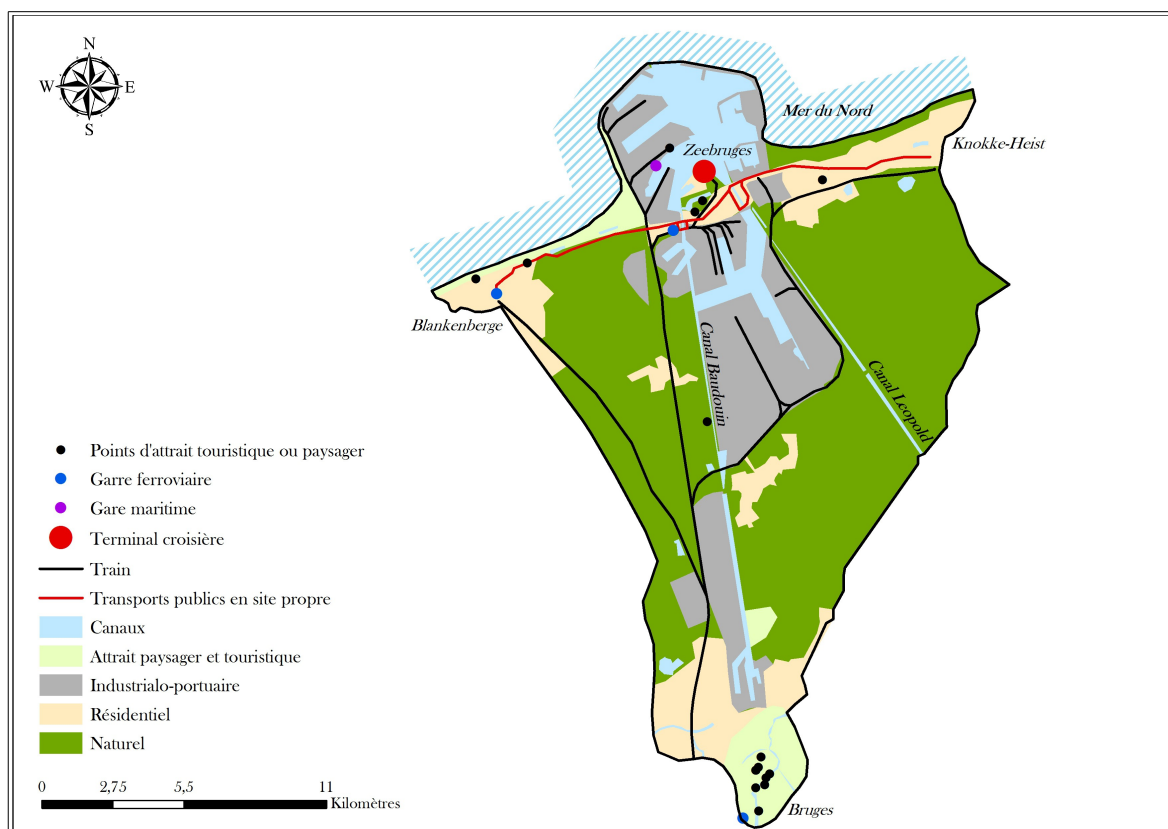 N
W E
S
Mer du Nord
Zeebruges
Knokke-Heist
Blankenberge
Canal Baudouin
Canal Leopold
Points d'attrait touristique ou paysager
Garre ferroviaire
Gare maritime
Terminal croisière
Train
Transports publics en site propre
Canaux
Attrait paysager et touristique
Industrialo-portuaire
Résidentiel
Naturel
0 2,75 5,5 11
Kilomètres
Bruges